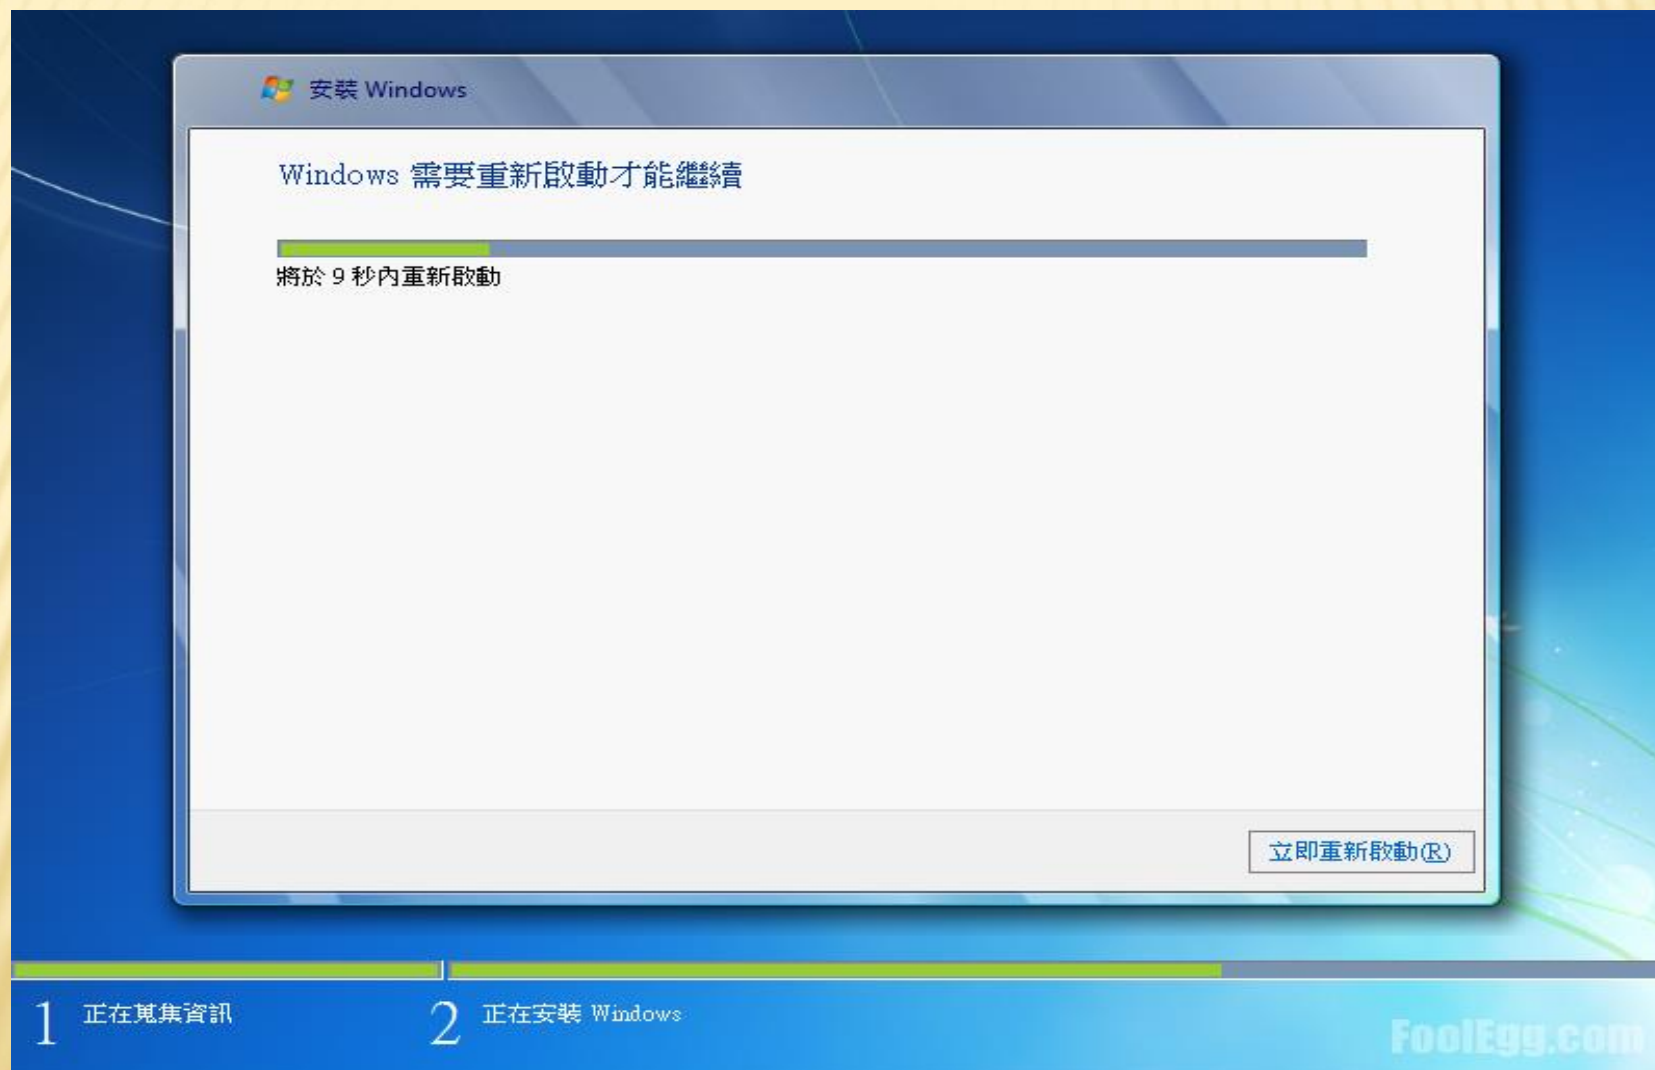 安裝 Windows
Windows 需要重新啟動才能繼續
將於 9 秒內重新啟動
立即重新啟動(R)
1 正在蒐集資訊
2 正在安裝 Windows
FoolEgg.com